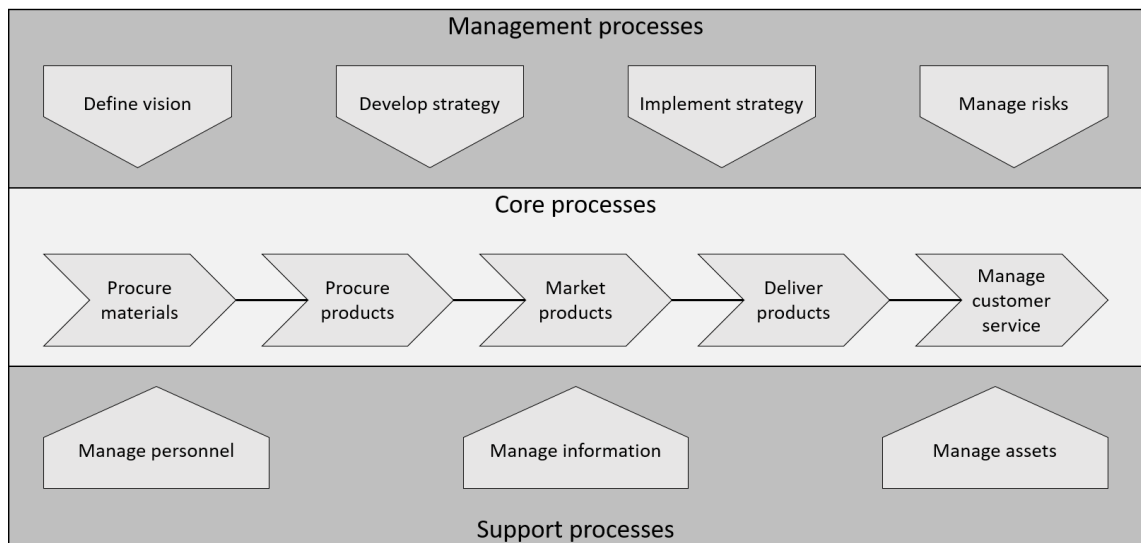 Management processes
Define vision
Develop strategy
Implement strategy
Manage risks
Core processes
Procure
materials
Procure
products
Market
products
Deliver
products
Manage
customer
service
Manage personnel
Manage information
Manage assets
Support processes